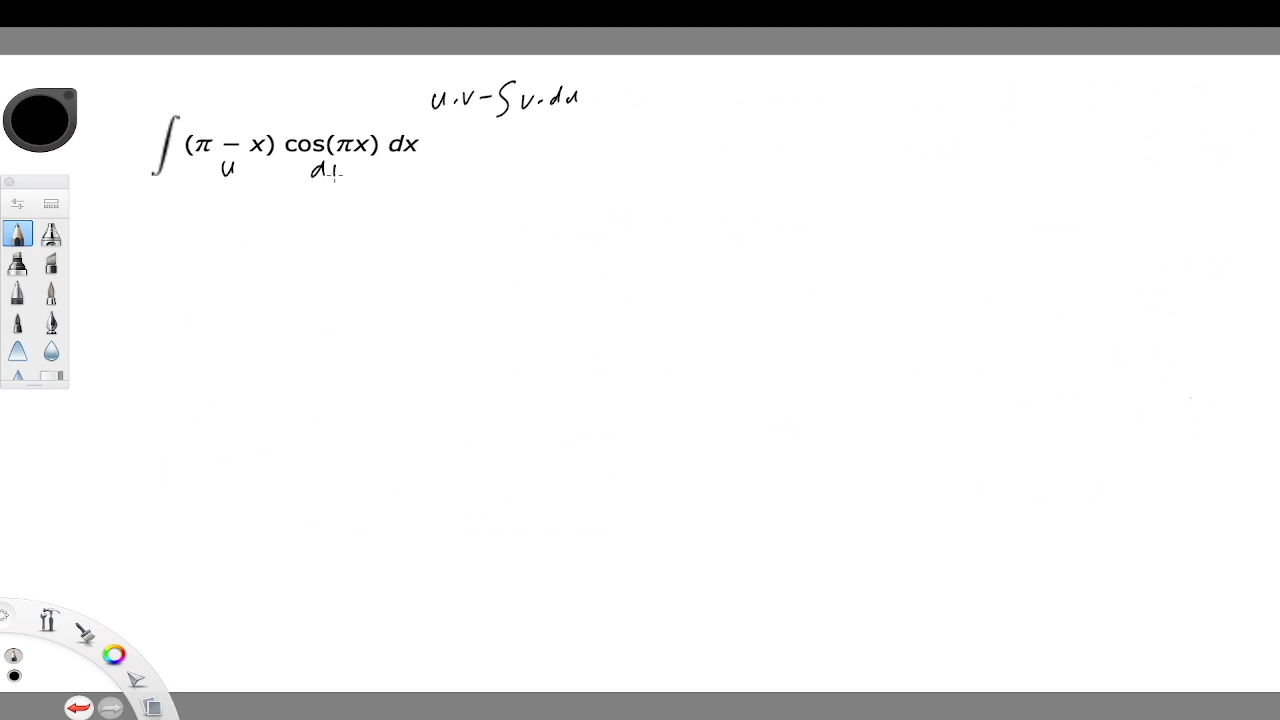 u.v-∫v.du
∫(π − x) cos(πx) dx
u